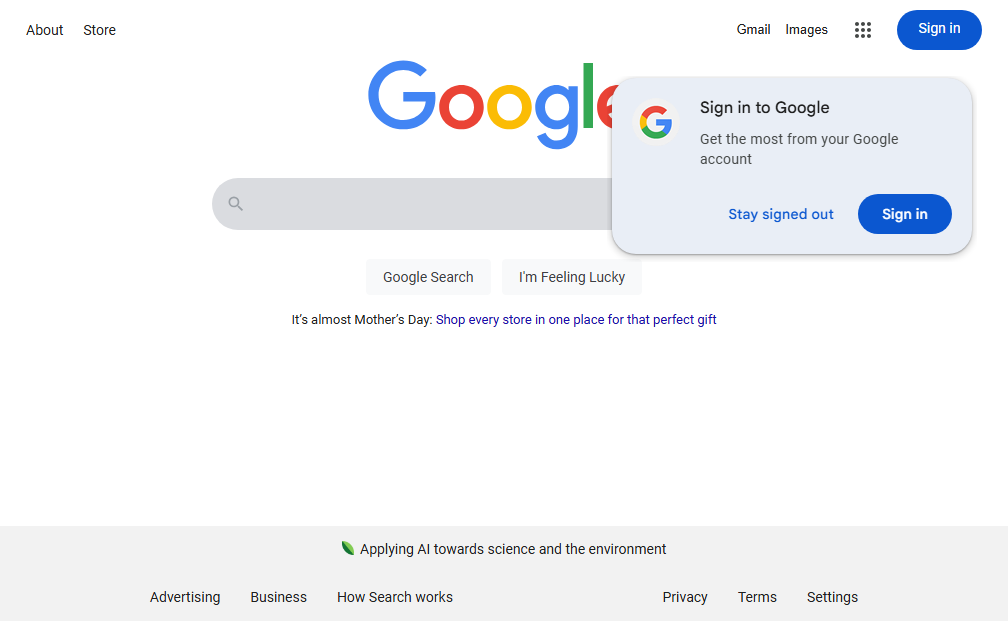 About Store
Gmail Images
Sign in
Google
Sign in to Google
Get the most from your Google
account
Stay signed out
Sign in
Google Search
I'm Feeling Lucky
It's almost Mother's Day: Shop every store in one place for that perfect gift
Applying AI towards science and the environment
Advertising Business How Search works
Privacy Terms Settings